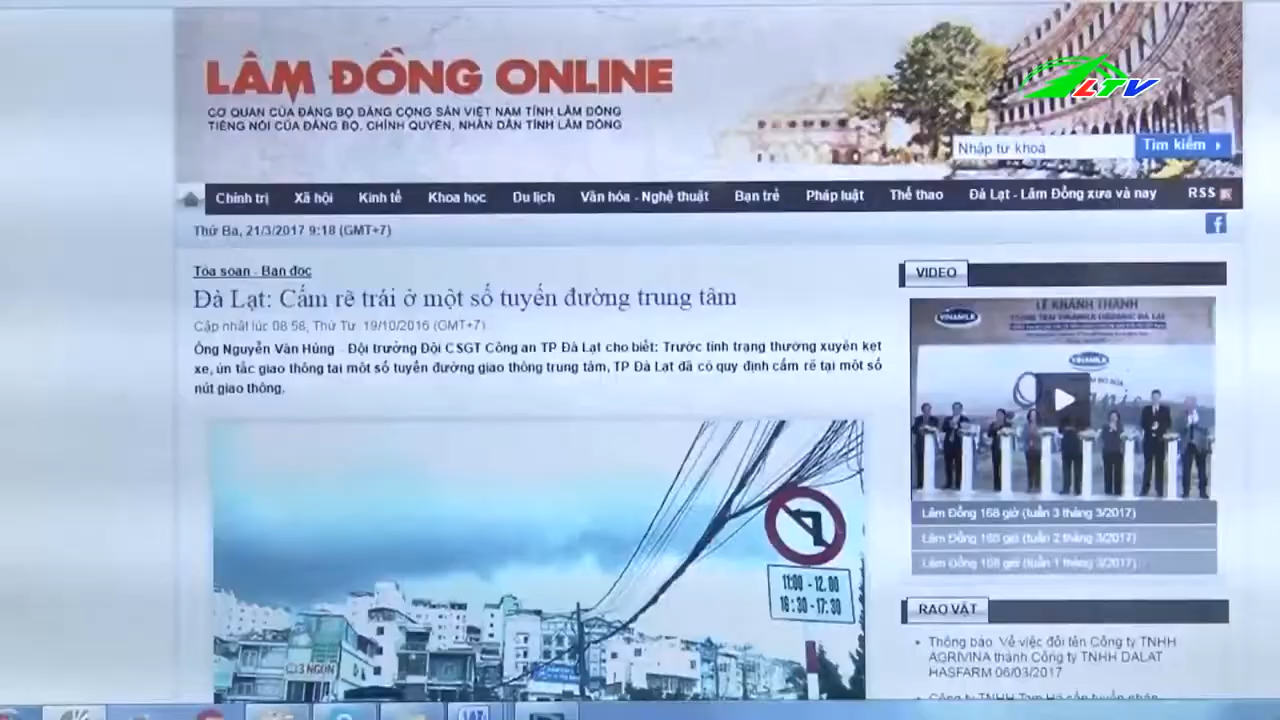 LÂM ĐỒNG ONLINE
LTV
CƠ QUAN CỦA ĐẢNG BỘ ĐẢNG CỘNG SẢN VIỆT NAM TỈNH LÂM ĐỒNG
TIẾNG NÓI CỦA ĐẢNG BỘ, CHÍNH QUYỀN, NHÂN DÂN TỈNH LÂM ĐỒNG
Nhập từ khoá
Tìm kiếm
Chính trị Xã hội Kinh tế Khoa học Du lịch Văn hóa - Nghệ thuật Bạn trẻ Pháp luật Thể thao Đà Lạt - Lâm Đồng xưa và nay RSS
Thứ Ba, 21/3/2017 9:18 (GMT+7)
Tòa soạn - Bạn đọc
Đà Lạt: Cấm rẽ trái ở một số tuyến đường trung tâm
Cập nhật lúc 08:58, Thứ Tư, 19/10/2016 (GMT+7)
Ông Nguyễn Văn Hùng - Đội trưởng Đội CSGT Công an TP Đà Lạt cho biết: Trước tình trạng thường xuyên kẹt
xe, ùn tắc giao thông tại một số tuyến đường giao thông trung tâm, TP Đà Lạt đã có quy định cấm rẽ tại một số
nút giao thông.
11:00 - 12.00
16:30 - 17:30
VIDEO
LỄ KHÁNH THÀNH
VINAMILK
VINAMILK
Lâm Đồng 168 giờ (tuần 3 tháng 3/2017)
Lâm Đồng 168 giờ (tuần 2 tháng 3/2017)
Lâm Đồng 168 giờ (tuần 1 tháng 3/2017)
RAO VẶT
Thông báo: Về việc đổi tên Công ty TNHH
AGRIVINA thành Công ty TNHH DALAT
HASFARM 06/03/2017